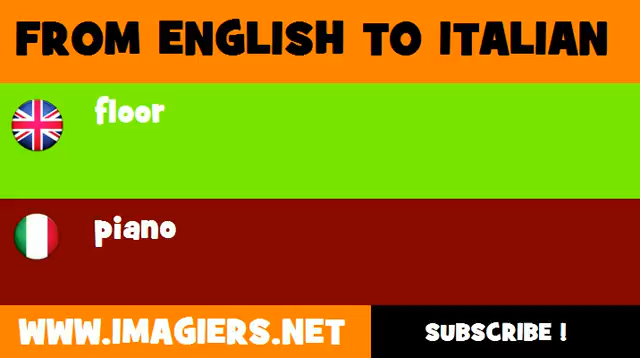 FROM ENGLISH TO ITALIAN
floor
piano
WWW.IMAGIERS.NET
SUBSCRIBE !